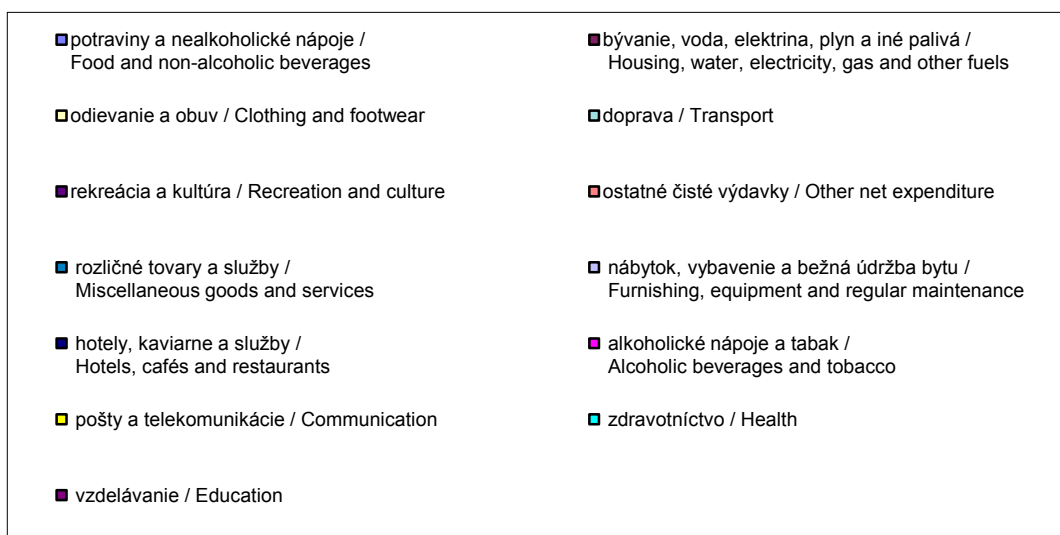 potraviny a nealkoholické nápoje /
Food and non-alcoholic beverages
bývanie, voda, elektrina, plyn a iné palivá /
Housing, water, electricity, gas and other fuels
odievanie a obuv / Clothing and footwear
doprava / Transport
rekreácia a kultúra / Recreation and culture
ostatné čisté výdavky / Other net expenditure
rozličné tovary a služby /
Miscellaneous goods and services
nábytok, vybavenie a bežná údržba bytu /
Furnishing, equipment and regular maintenance
hotely, kaviarne a služby /
Hotels, cafés and restaurants
alkoholické nápoje a tabak /
Alcoholic beverages and tobacco
pošty a telekomunikácie / Communication
zdravotníctvo / Health
vzdelávanie / Education